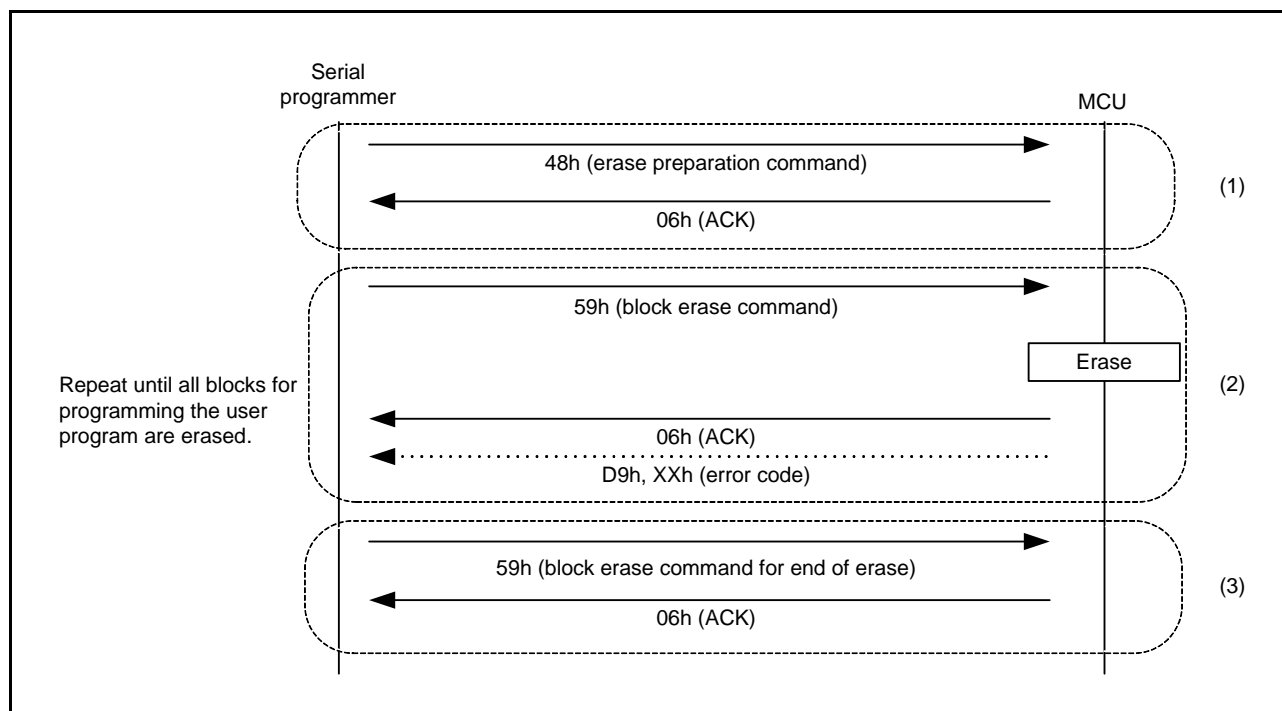 Serial
programmer
MCU
48h (erase preparation command)
(1)
06h (ACK)
59h (block erase command)
Erase
(2)
Repeat until all blocks for
programming the user
program are erased.
06h (ACK)
D9h, XXh (error code)
59h (block erase command for end of erase)
(3)
06h (ACK)